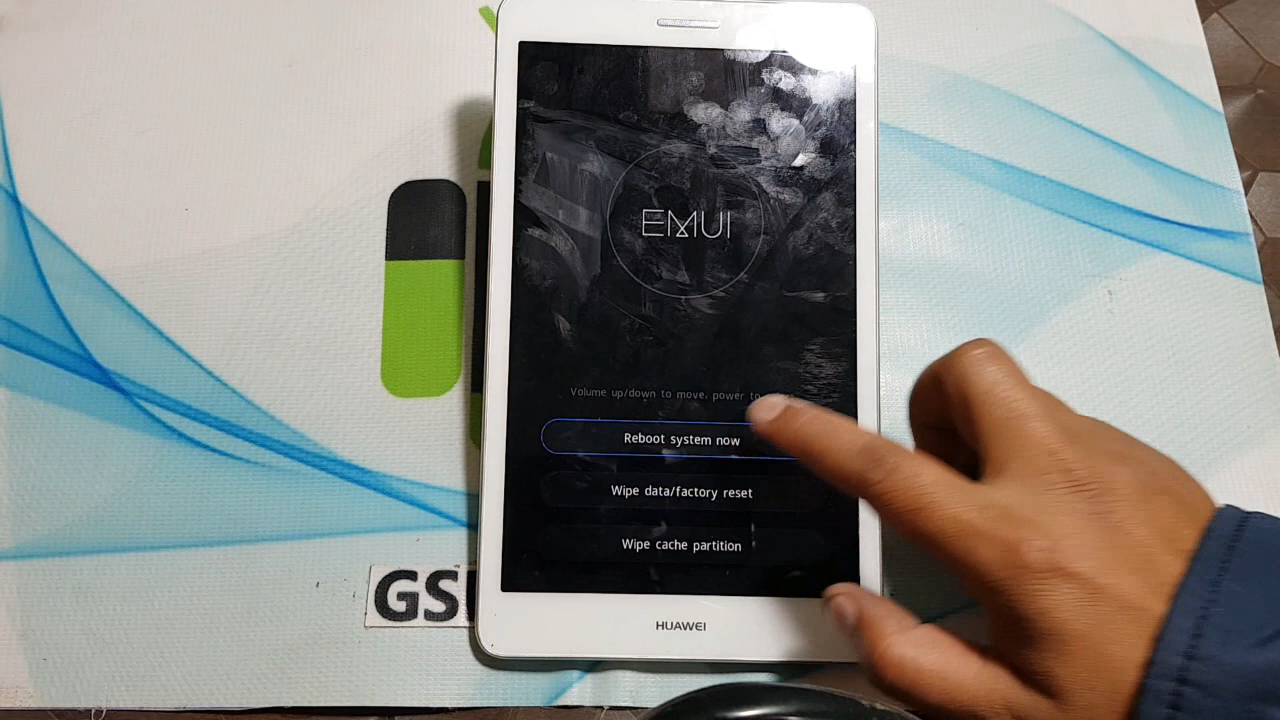 EMUI
Volume up/down to move, power to
Reboot system now
Wipe data/factory reset
Wipe cache partition
HUAWEI
GS